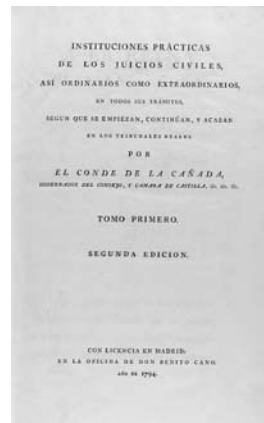 INSTITUCIONES PRÁCTICAS
DE LOS JUICIOS CIVILES,
ASÍ ORDINARIOS COMO EXTRAORDINARIOS,
EN TODOS SUS TRÁMITES,
SEGUN QUE SE EMPIEZAN, CONTINÚAN, Y ACABAN
EN LOS TRIBUNALES REALES
POR
EL CONDE DE LA CAÑADA,
GOBERNADOR DEL CONSEJO, Y CÁMARA DE CASTILLA, &c. &c. &c.
TOMO PRIMERO.
SEGUNDA EDICION.
CON LICENCIA EN MADRID:
EN LA OFICINA DE DON BENITO CANO.
AÑO DE 1794.